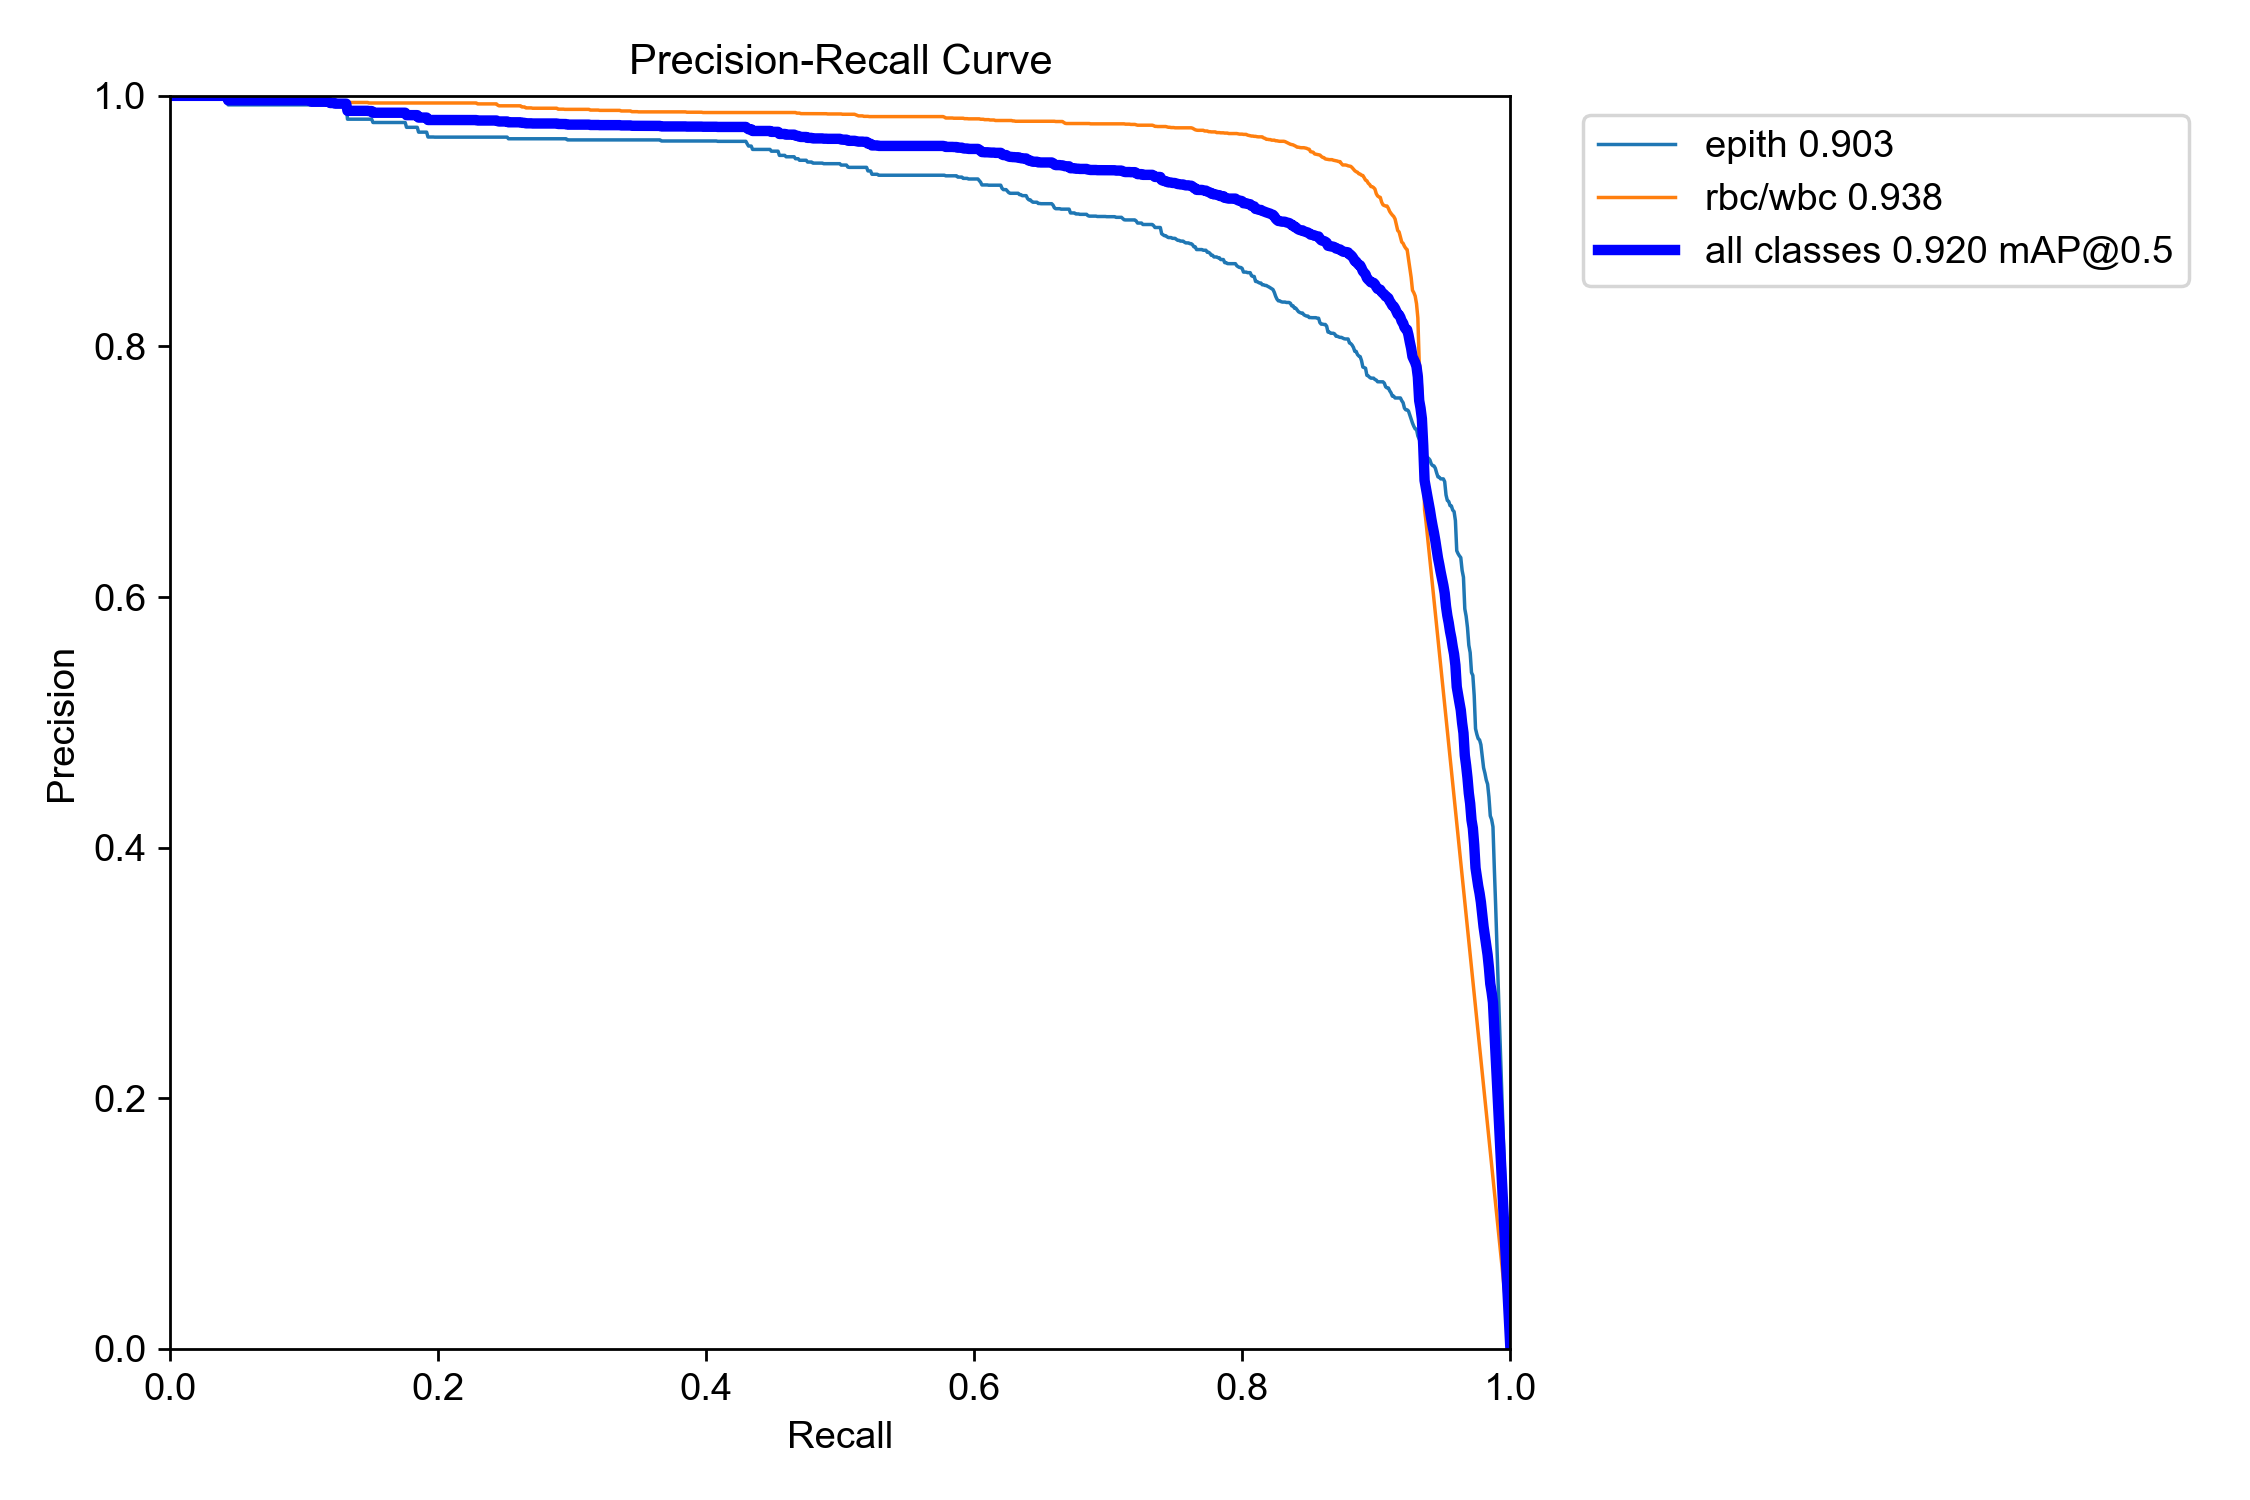 Precision-Recall Curve
1.0
0.8
0.6
0.4
0.2
0.0
Precision
0.0 0.2 0.4 0.6 0.8 1.0
Recall
epith 0.903
rbc/wbc 0.938
all classes 0.920 mAP@0.5